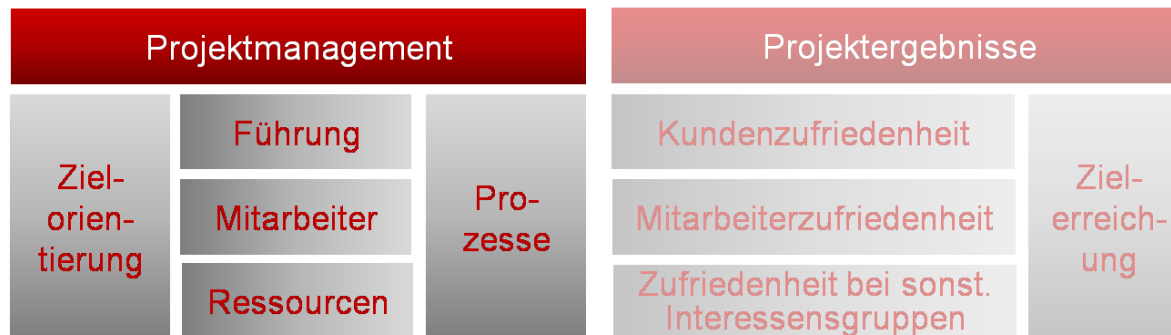 Projektmanagement
Projektergebnisse
Ziel-
orien-
tierung
Führung
Mitarbeiter
Ressourcen
Pro-
zesse
Kundenzufriedenheit
Mitarbeiterzufriedenheit
Zufriedenheit bei sonst.
Interessensgruppen
Ziel-
erreich-
ung